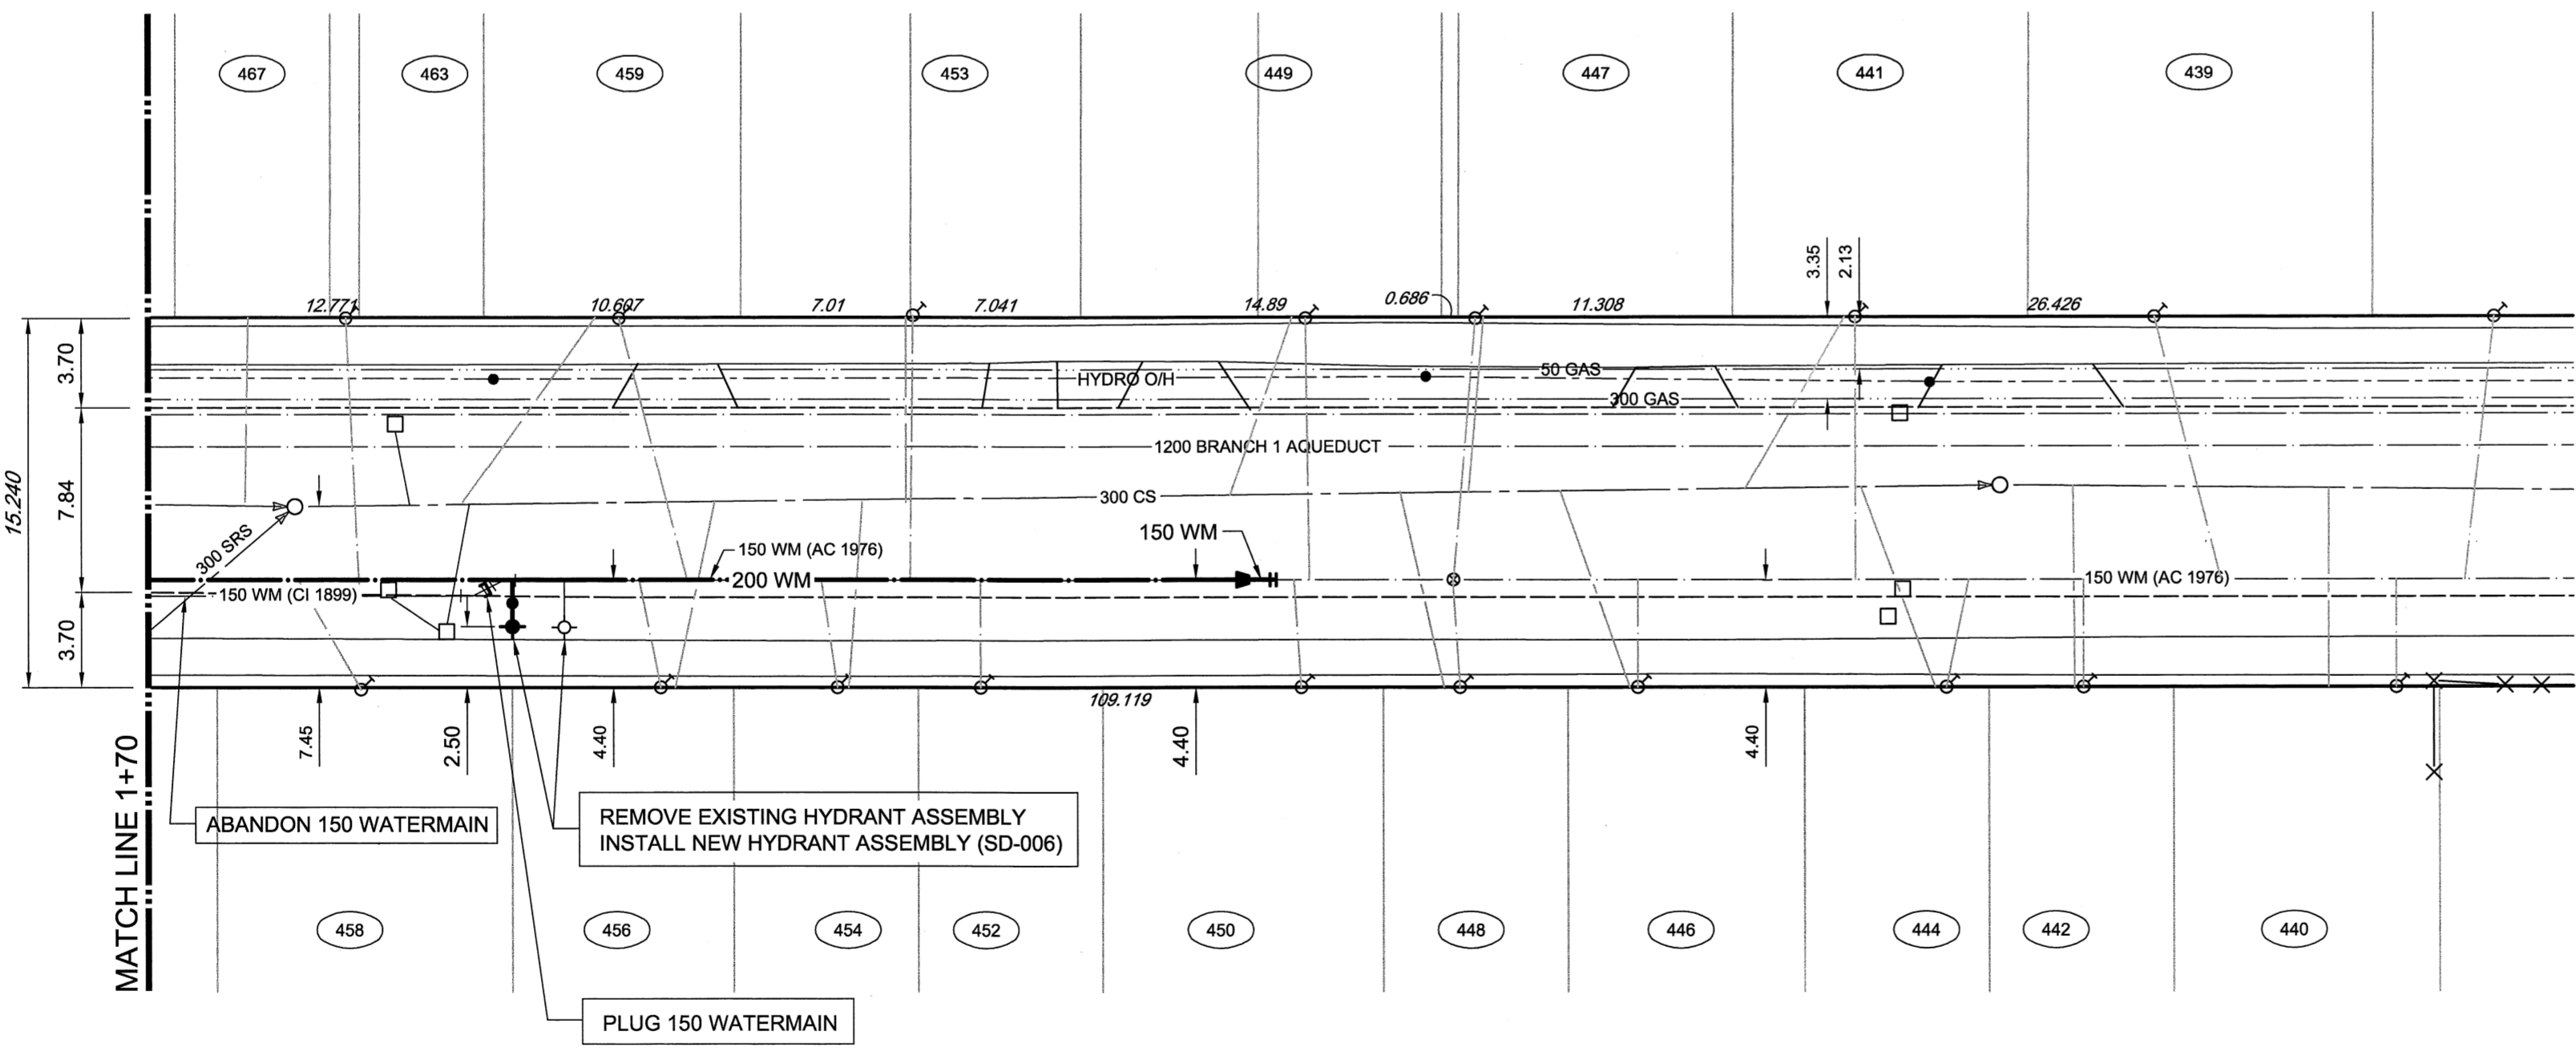 467
463
459
453
449
447
441
439
3.35
2.13
12.771
10.607
7.01
7.041
14.89
0.686
11.308
26.426
3.70
50 GAS
HYDRO O/H
300 GAS
1200 BRANCH 1 AQUEDUCT
15.240
7.84
300 CS
300 SRS
150 WM
150 WM (AC 1976)
200 WM
150 WM (AC 1976)
150 WM (CI 1899)
3.70
109.119
7.45
2.50
4.40
4.40
4.40
MATCH LINE 1+70
ABANDON 150 WATERMAIN
REMOVE EXISTING HYDRANT ASSEMBLY
INSTALL NEW HYDRANT ASSEMBLY (SD-006)
458
456
454
452
450
448
446
444
442
440
PLUG 150 WATERMAIN